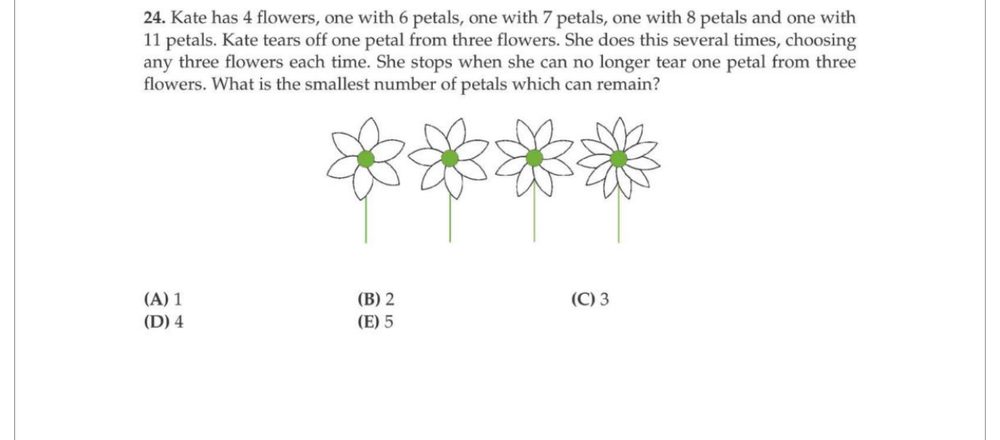 24. Kate has 4 flowers, one with 6 petals, one with 7 petals, one with 8 petals and one with
11 petals. Kate tears off one petal from three flowers. She does this several times, choosing
any three flowers each time. She stops when she can no longer tear one petal from three
flowers. What is the smallest number of petals which can remain?
(A) 1 (B) 2 (C) 3
(D) 4 (E) 5